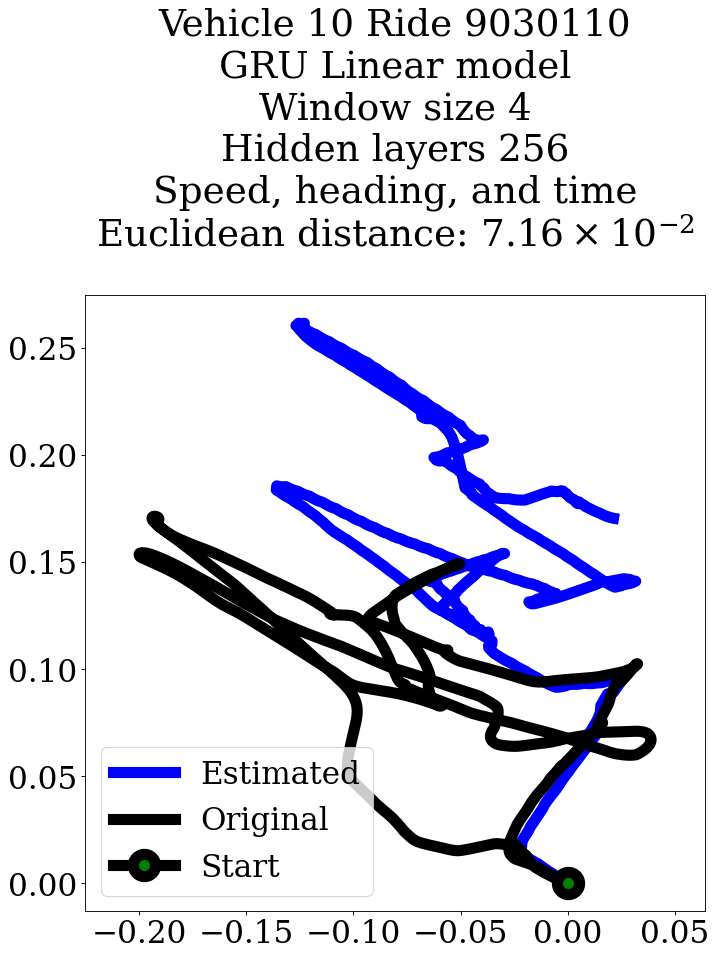 Vehicle 10 Ride 9030110
GRU Linear model
Window size 4
Hidden layers 256
Speed, heading, and time
Euclidean distance: 7.16 × 10⁻²
0.25
0.20
0.15
0.10
0.05
0.00
Estimated
Original
Start
−0.20 −0.15 −0.10 −0.05 0.00 0.05